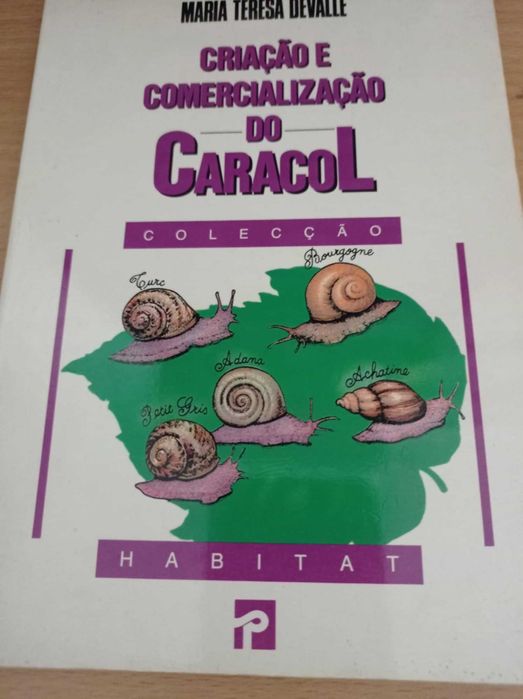 MARIA TERESA DEVALLE
CRIAÇÃO E
COMERCIALIZAÇÃO
DO
CARACOL
COLECÇÃO
Bourgogne
Turc
Adana
Achatine
Petit Gris
HABITAT
P